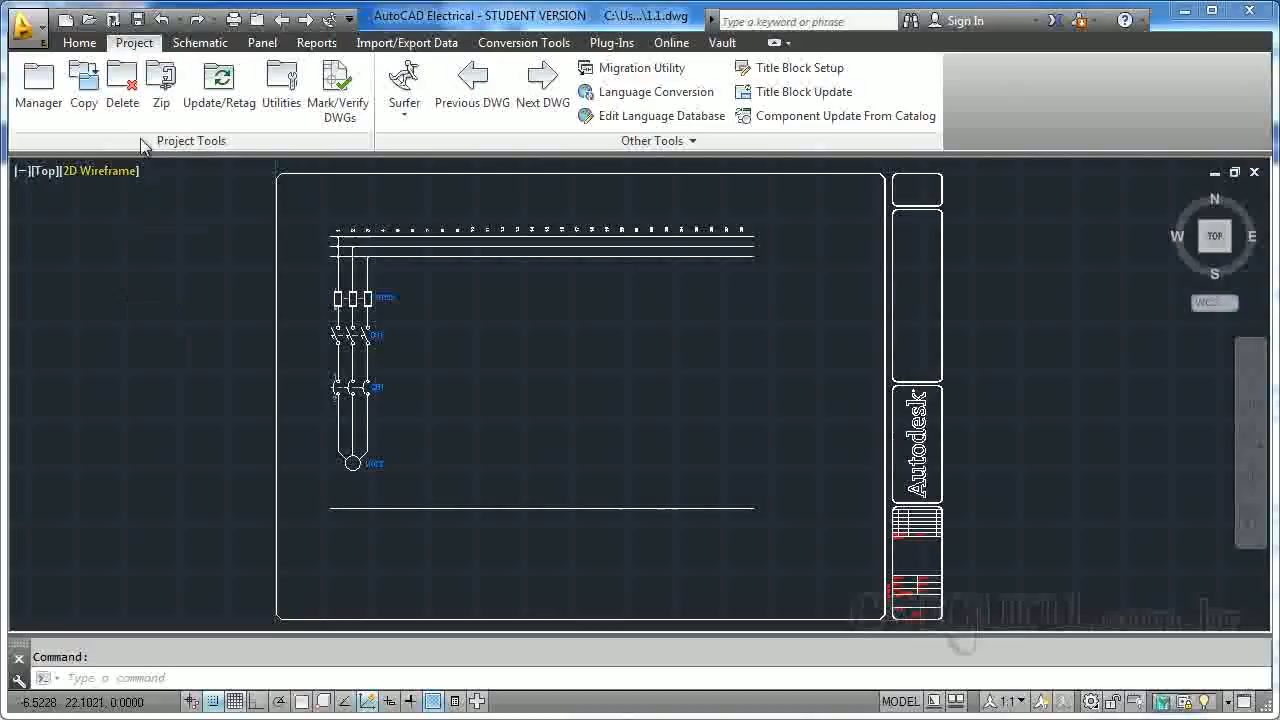 AutoCAD Electrical - STUDENT VERSION C:\Us...\1.1.dwg
Type a keyword or phrase
Sign In
Home Project Schematic Panel Reports Import/Export Data Conversion Tools Plug-Ins Online Vault
Manager Copy Delete Zip Update/Retag Utilities Mark/Verify DWGs
Surfer Previous DWG Next DWG
Migration Utility Title Block Setup
Language Conversion Title Block Update
Edit Language Database Component Update From Catalog
Project Tools Other Tools
[−][Top][2D Wireframe]
N
W TOP E
S
WCS
Autodesk
Command:
Type a command
-6.5228, 22.1021, 0.0000 MODEL 1:1